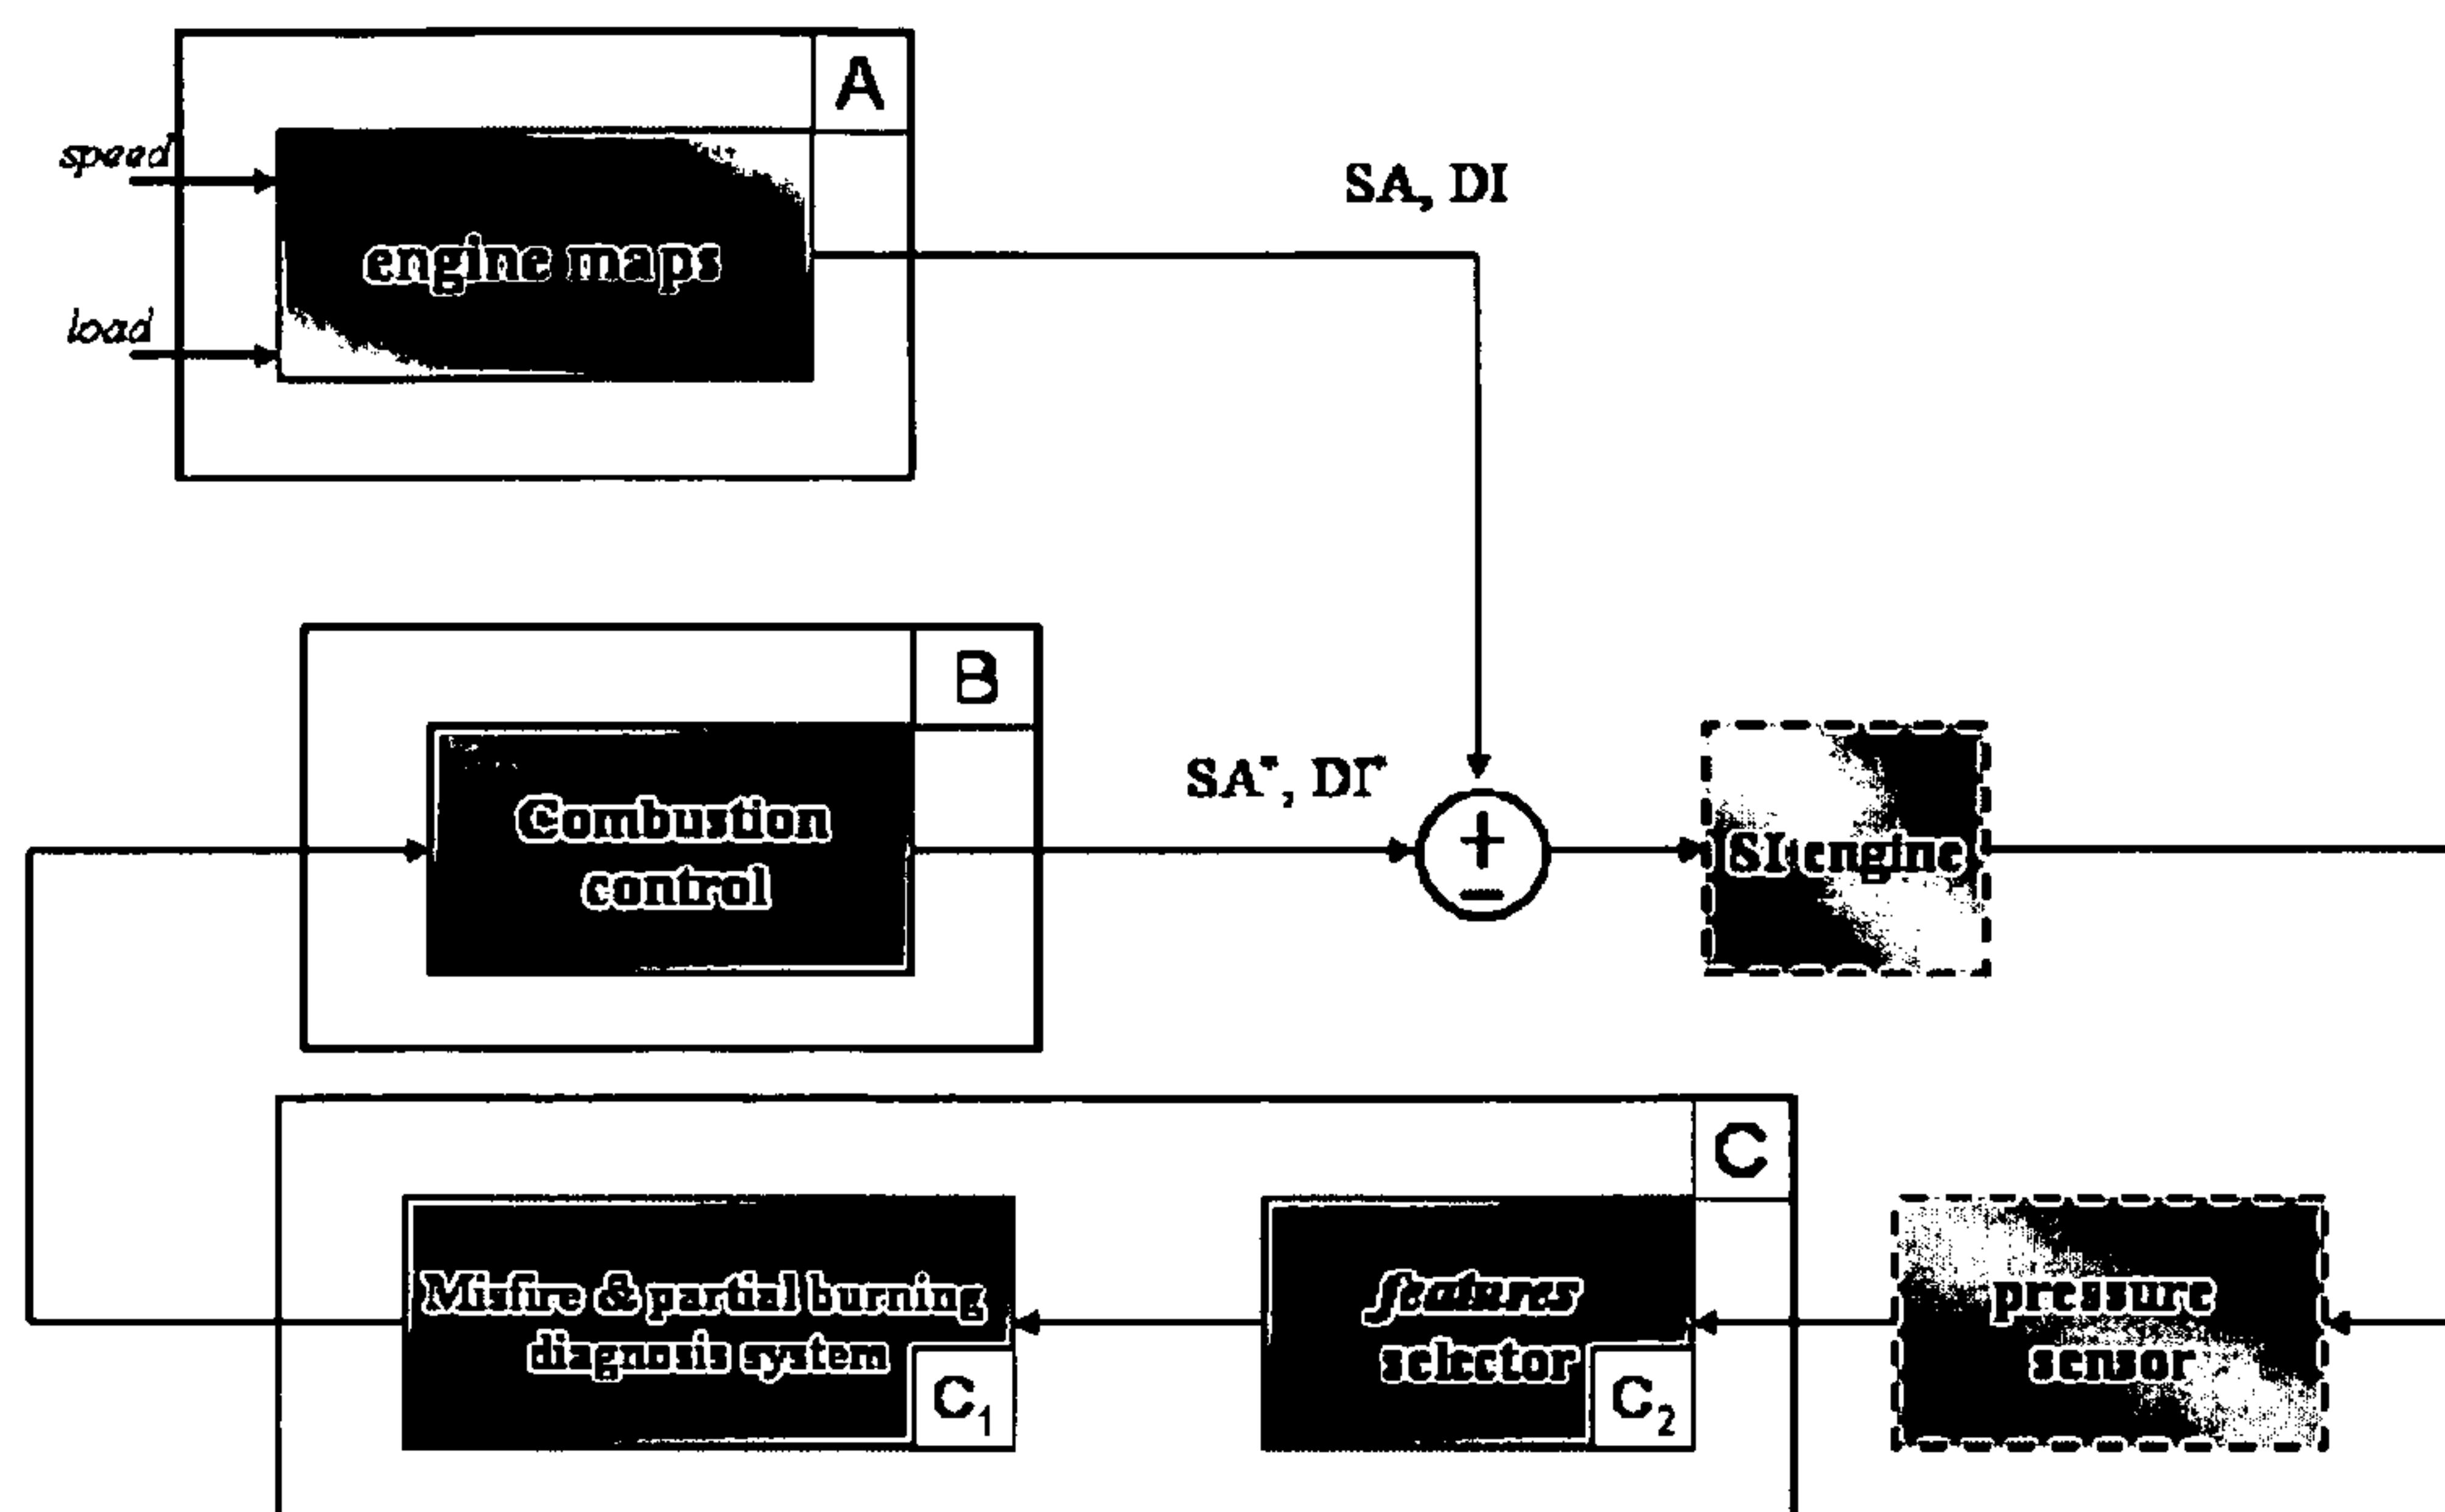 A
speed
engine maps
load
SA, DI
B
Combustion
control
SA*, DI*
+
−
SI engine
C
Misfire & partial burning
diagnosis system
C1
features
selector
C2
pressure
sensor